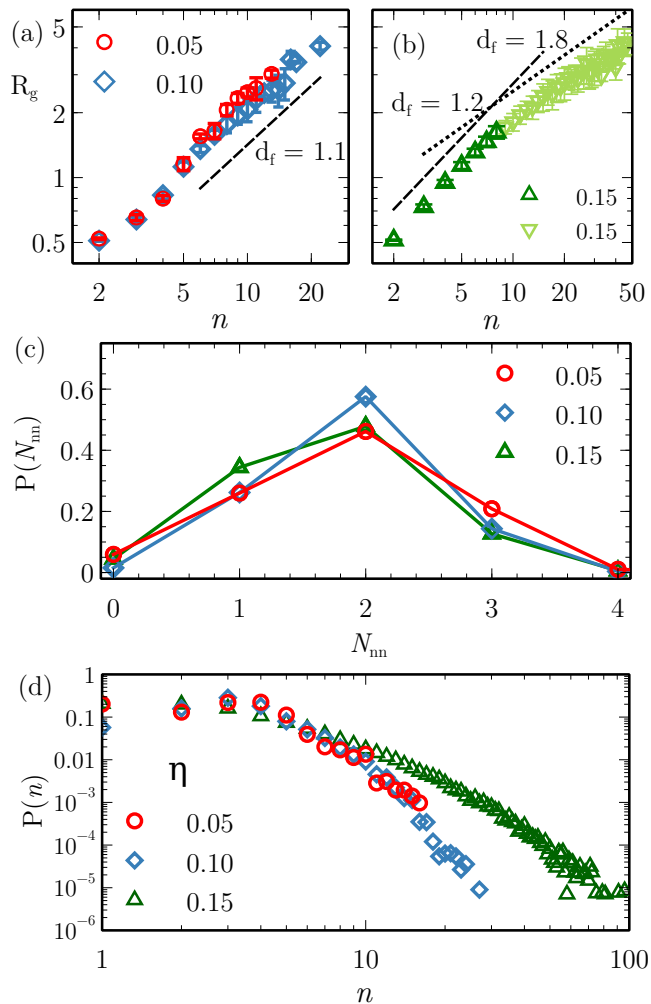 (a)
0.05
0.10
R_g
5
2
1
0.5
d_f = 1.1
2
5
10
20
n
(b)
d_f = 1.8
d_f = 1.2
0.15
0.15
2
5
10
20
50
n
(c)
P(N_nn)
0.6
0.4
0.2
0
0.05
0.10
0.15
0
1
2
3
4
N_nn
(d)
P(n)
1
0.1
0.01
10^-3
10^-4
10^-5
10^-6
η
0.05
0.10
0.15
1
10
100
n